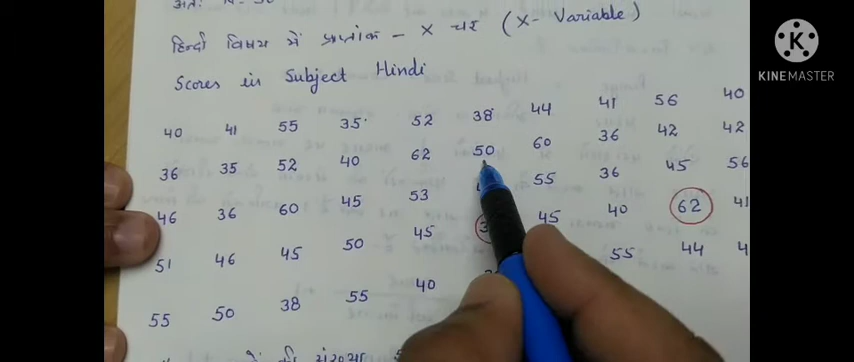 हिन्दी विषय में प्राप्तांक - X चर (X- Variable)
Scores in Subject Hindi
40 41 55 35 52 38 44 41 56 40
36 35 52 40 62 50 60 36 42 42
46 36 60 45 53 55 36 45 56
51 46 45 50 45 45 40 62 41
55 50 38 55 40 55 44
की संख्या
KINEMASTER